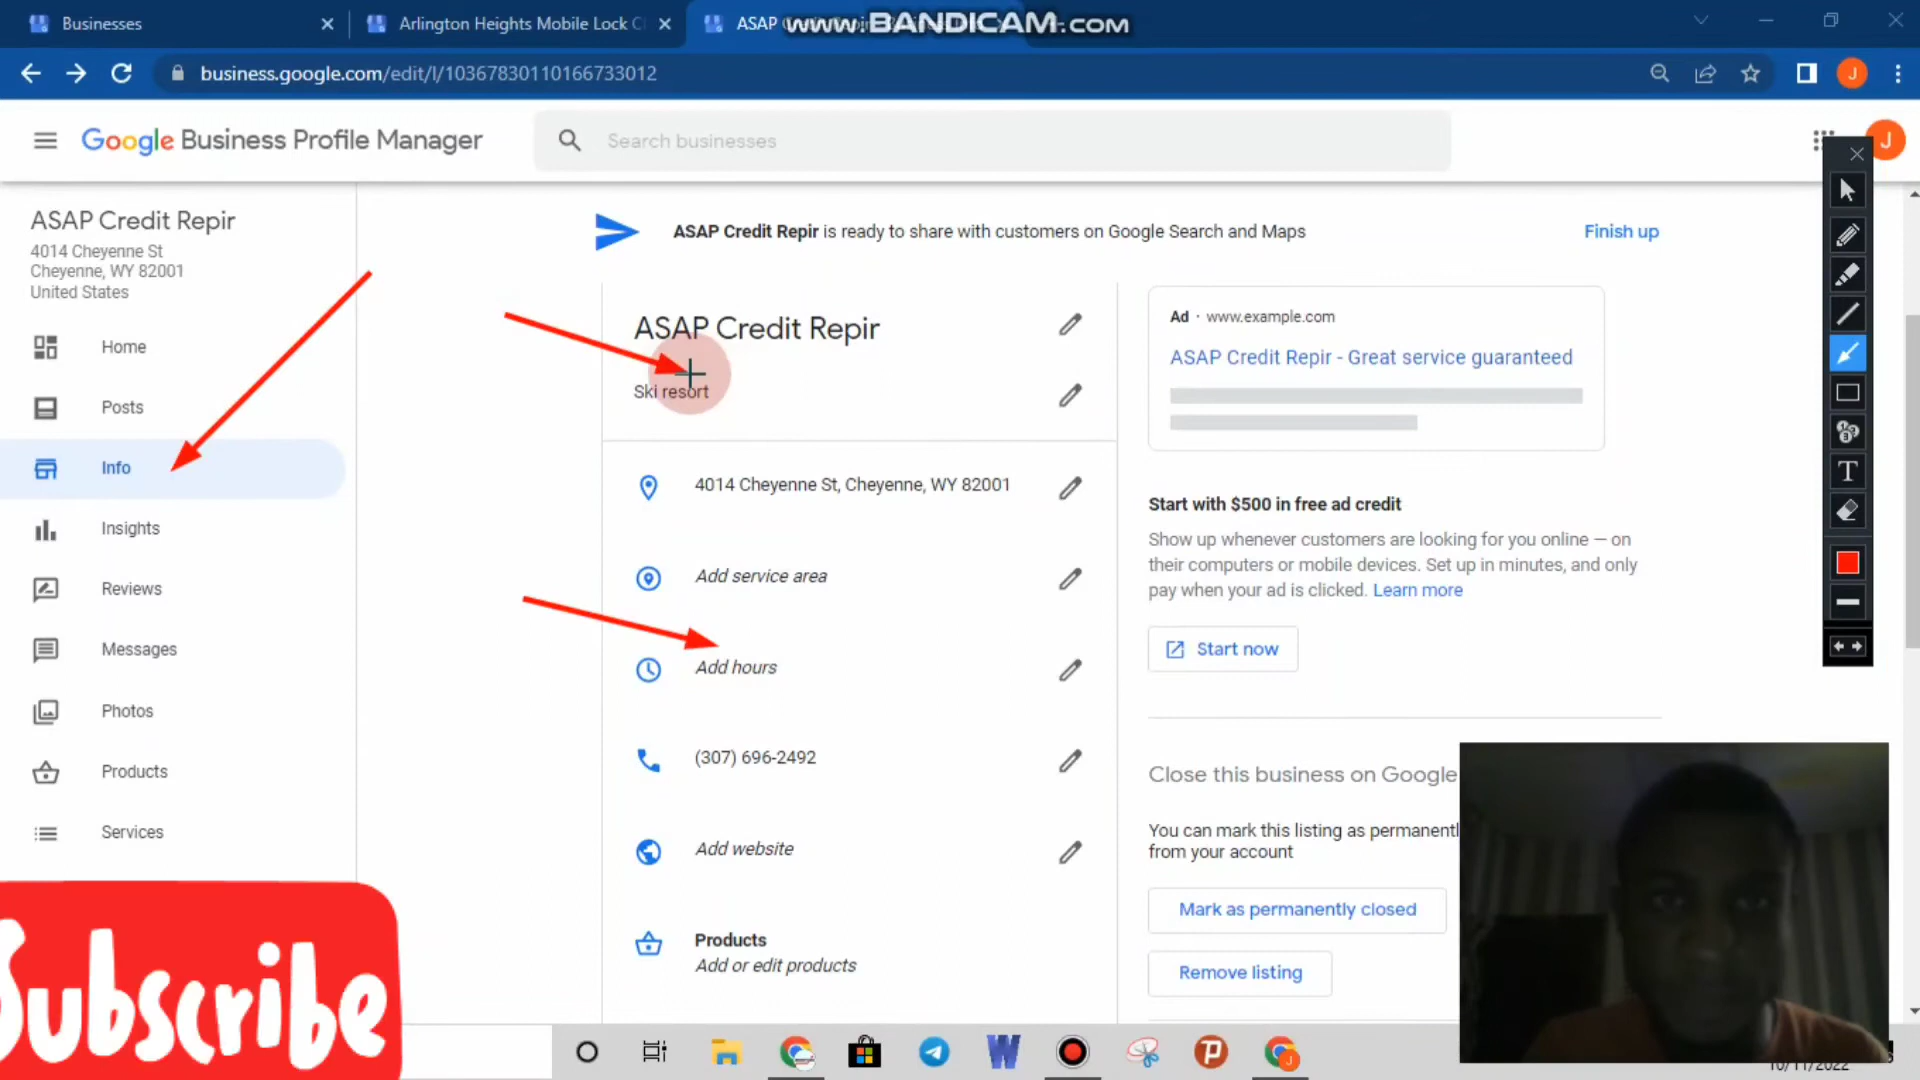 Businesses
Arlington Heights Mobile Lock
ASAP
www.BANDICAM.com
business.google.com/edit/l/10367830110166733012
J
Google Business Profile Manager
Search businesses
J
ASAP Credit Repir
4014 Cheyenne St
Cheyenne, WY 82001
United States
Home
Posts
Info
Insights
Reviews
Messages
Photos
Products
Services
ASAP Credit Repir is ready to share with customers on Google Search and Maps
Finish up
ASAP Credit Repir
Ski resort
4014 Cheyenne St, Cheyenne, WY 82001
Add service area
Add hours
(307) 696-2492
Add website
Products
Add or edit products
Ad · www.example.com
ASAP Credit Repir - Great service guaranteed
Start with $500 in free ad credit
Show up whenever customers are looking for you online – on
their computers or mobile devices. Set up in minutes, and only
pay when your ad is clicked. Learn more
Start now
Close this business on Google
You can mark this listing as permanentl
from your account
Mark as permanently closed
Remove listing
T
Subscribe
10/11/2022